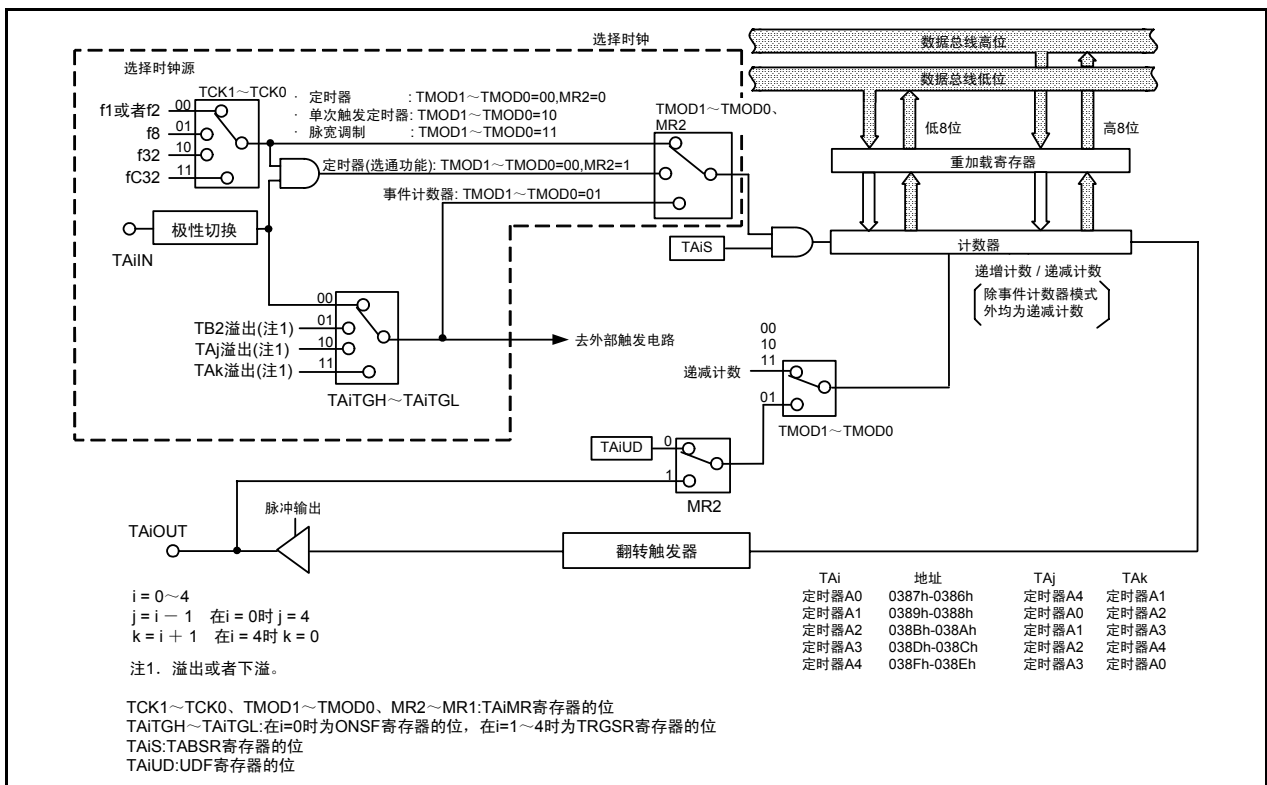 选择时钟
数据总线高位
数据总线低位
选择时钟源
TCK1～TCK0
· 定时器 : TMOD1～TMOD0=00,MR2=0
· 单次触发定时器: TMOD1～TMOD0=10
· 脉宽调制 : TMOD1～TMOD0=11
TMOD1～TMOD0、
MR2
f1或者f2
00
f8
01
f32
10
fC32
11
低8位
高8位
重加载寄存器
定时器(选通功能): TMOD1～TMOD0=00,MR2=1
事件计数器: TMOD1～TMOD0=01
极性切换
TAiIN
TAiS
计数器
递增计数 / 递减计数
除事件计数器模式
外均为递减计数
00
TB2溢出(注1)
01
TAj溢出(注1)
10
TAk溢出(注1)
11
TAiTGH～TAiTGL
去外部触发电路
00
10
11
递减计数
01
TMOD1～TMOD0
TAiUD
0
1
MR2
脉冲输出
TAiOUT
翻转触发器
TAi 地址 TAj TAk
定时器A0 0387h-0386h 定时器A4 定时器A1
定时器A1 0389h-0388h 定时器A0 定时器A2
定时器A2 038Bh-038Ah 定时器A1 定时器A3
定时器A3 038Dh-038Ch 定时器A2 定时器A4
定时器A4 038Fh-038Eh 定时器A3 定时器A0
i = 0～4
j = i － 1 在i = 0时 j = 4
k = i ＋ 1 在i = 4时 k = 0
注1. 溢出或者下溢。
TCK1～TCK0、TMOD1～TMOD0、MR2～MR1:TAiMR寄存器的位
TAiTGH～TAiTGL:在i=0时为ONSF寄存器的位，在i=1～4时为TRGSR寄存器的位
TAiS:TABSR寄存器的位
TAiUD:UDF寄存器的位